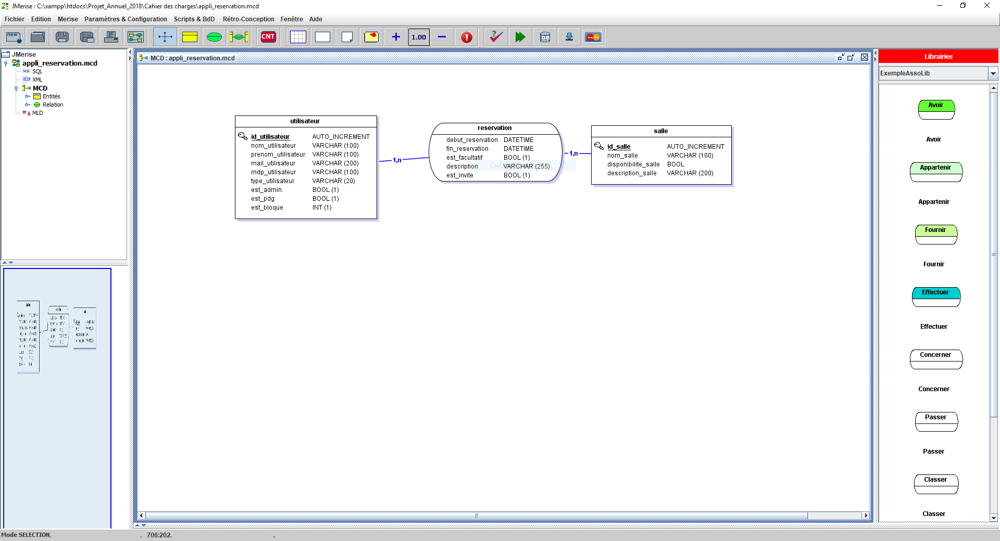 JMerise : C:\xampp\htdocs\Projet_Annuel_2018\Cahier des charges\appli_reservation.mcd
Fichier Edition Merise Paramètres & Configuration Scripts & BdD Rétro-Conception Fenêtre Aide
new CNT 1.00 DB
JMerise
appli_reservation.mcd
SQL SQL
XML
MCD
Entités
Relation
MLD
MCD : appli_reservation.mcd
utilisateur
id_utilisateur AUTO_INCREMENT
nom_utilisateur VARCHAR (100)
prenom_utilisateur VARCHAR (100)
mail_utilisateur VARCHAR (200)
mdp_utilisateur VARCHAR (100)
type_utilisateur VARCHAR (20)
est_admin BOOL (1)
est_pdg BOOL (1)
est_bloque INT (1)
1,n
reservation
debut_reservation DATETIME
fin_reservation DATETIME
est_facultatif BOOL (1)
description VARCHAR (255)
est_invite BOOL (1)
1,n
salle
id_salle AUTO_INCREMENT
nom_salle VARCHAR (100)
disponibilite_salle BOOL
description_salle VARCHAR (200)
Librairies
ExempleAssoLib
Avoir
Avoir
Appartenir
Appartenir
Fournir
Fournir
Effectuer
Effectuer
Concerner
Concerner
Passer
Passer
Classer
Classer
Mode SELECTION. . 706:202. .